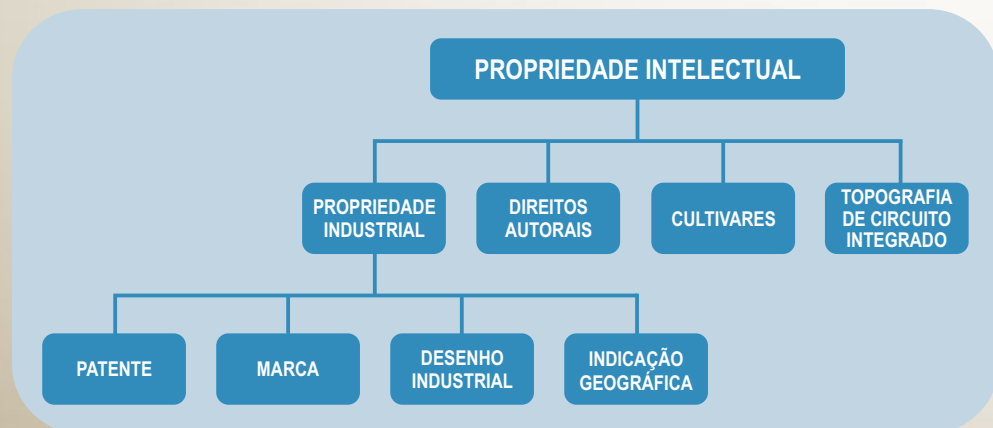 PROPRIEDADE INTELECTUAL
PROPRIEDADE
INDUSTRIAL
DIREITOS
AUTORAIS
CULTIVARES
TOPOGRAFIA
DE CIRCUITO
INTEGRADO
PATENTE
MARCA
DESENHO
INDUSTRIAL
INDICAÇÃO
GEOGRÁFICA